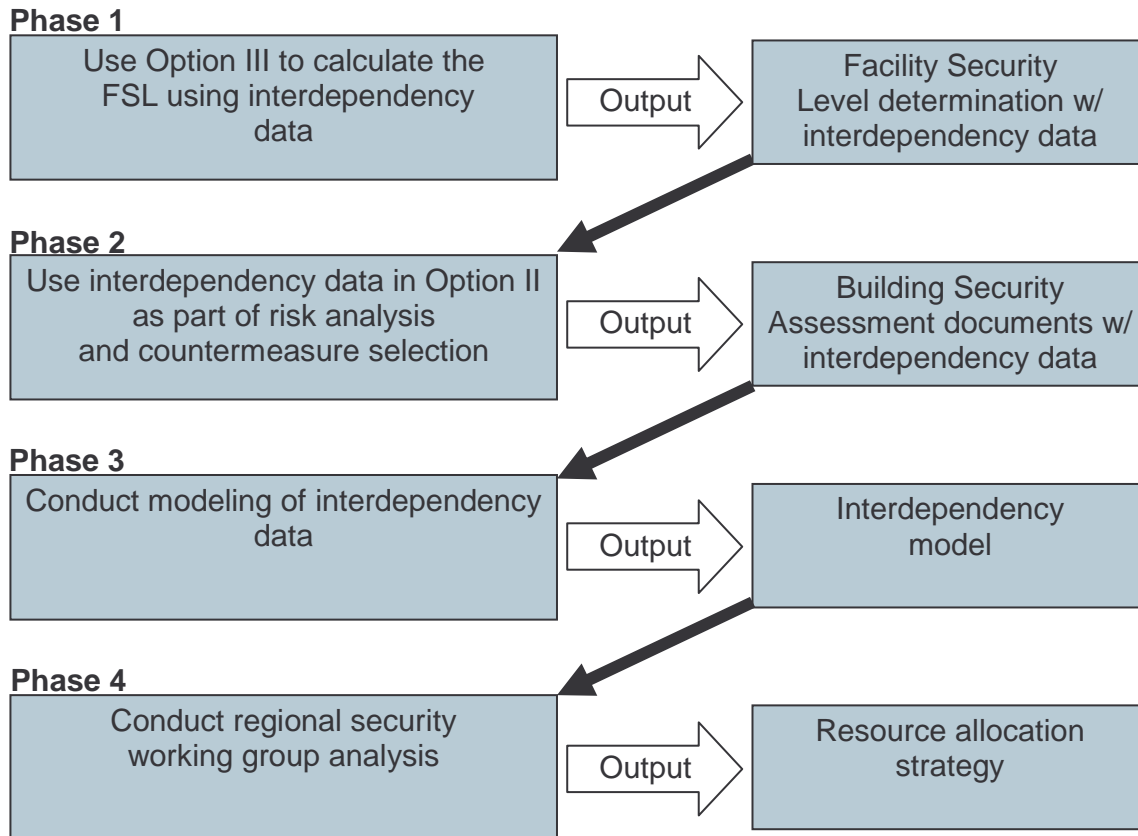 Phase 1
Use Option III to calculate the
FSL using interdependency
data
Output
Facility Security
Level determination w/
interdependency data
Phase 2
Use interdependency data in Option II
as part of risk analysis
and countermeasure selection
Output
Building Security
Assessment documents w/
interdependency data
Phase 3
Conduct modeling of interdependency
data
Output
Interdependency
model
Phase 4
Conduct regional security
working group analysis
Output
Resource allocation
strategy